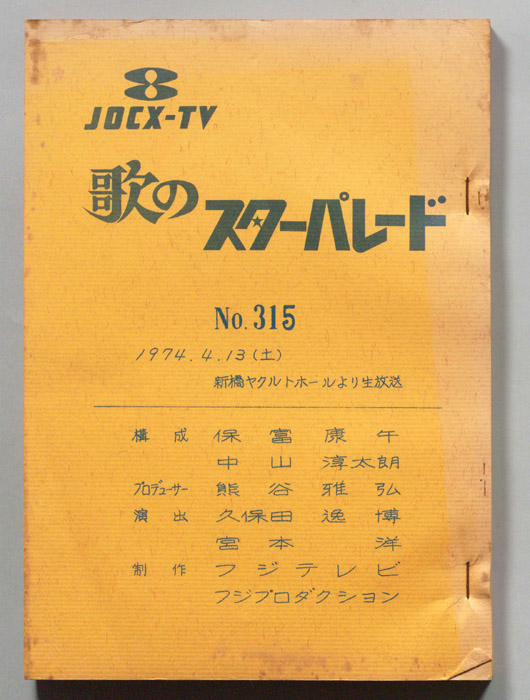 8
JOCX-TV
歌の
スターパレード
No. 315
1974.4.13(土)
新橋ヤクルトホールより生放送
構成 保富康午
中山淳太朗
プロデューサー 熊谷雅弘
演出 久保田逸博
宮本洋
制作 フジテレビ
フジプロダクション